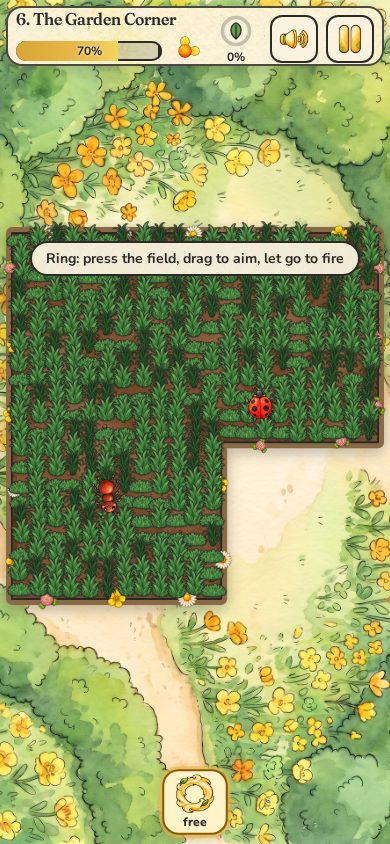 6. The Garden Corner
70%
0%
Ring: press the field, drag to aim, let go to fire
free